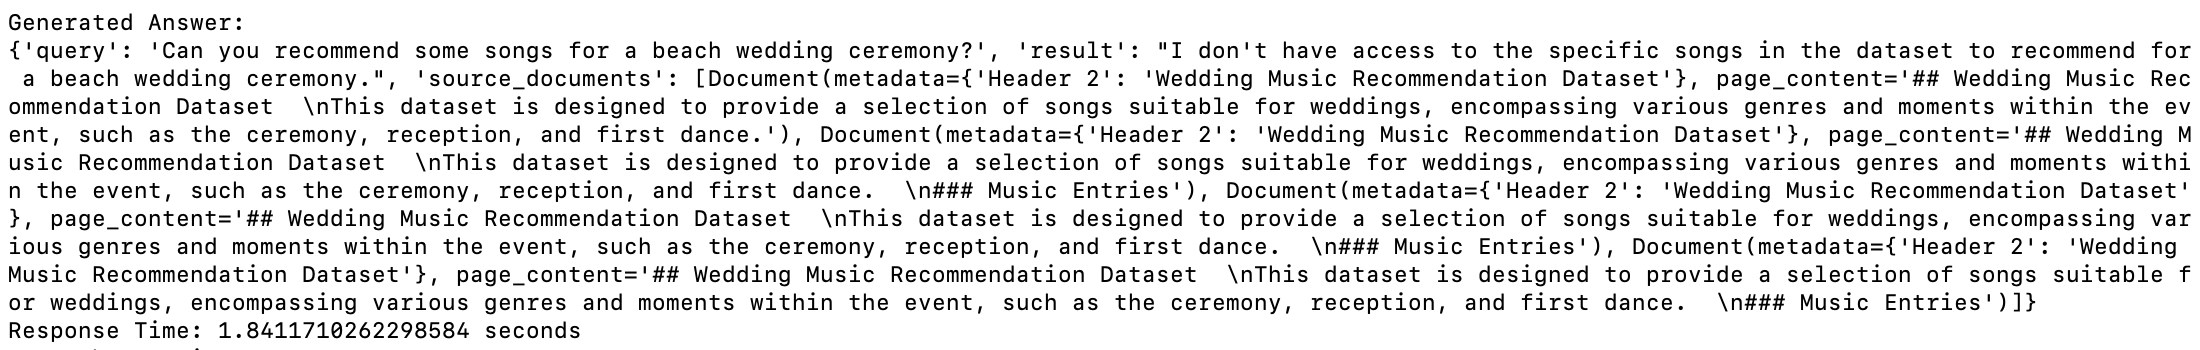 Generated Answer:
{'query': 'Can you recommend some songs for a beach wedding ceremony?', 'result': "I don't have access to the specific songs in the dataset to recommend for
 a beach wedding ceremony.", 'source_documents': [Document(metadata={'Header 2': 'Wedding Music Recommendation Dataset'}, page_content='## Wedding Music Rec
ommendation Dataset  \nThis dataset is designed to provide a selection of songs suitable for weddings, encompassing various genres and moments within the ev
ent, such as the ceremony, reception, and first dance.'), Document(metadata={'Header 2': 'Wedding Music Recommendation Dataset'}, page_content='## Wedding M
usic Recommendation Dataset  \nThis dataset is designed to provide a selection of songs suitable for weddings, encompassing various genres and moments withi
n the event, such as the ceremony, reception, and first dance.  \n### Music Entries'), Document(metadata={'Header 2': 'Wedding Music Recommendation Dataset'
}, page_content='## Wedding Music Recommendation Dataset  \nThis dataset is designed to provide a selection of songs suitable for weddings, encompassing var
ious genres and moments within the event, such as the ceremony, reception, and first dance.  \n### Music Entries'), Document(metadata={'Header 2': 'Wedding 
Music Recommendation Dataset'}, page_content='## Wedding Music Recommendation Dataset  \nThis dataset is designed to provide a selection of songs suitable f
or weddings, encompassing various genres and moments within the event, such as the ceremony, reception, and first dance.  \n### Music Entries')]}
Response Time: 1.8411710262298584 seconds